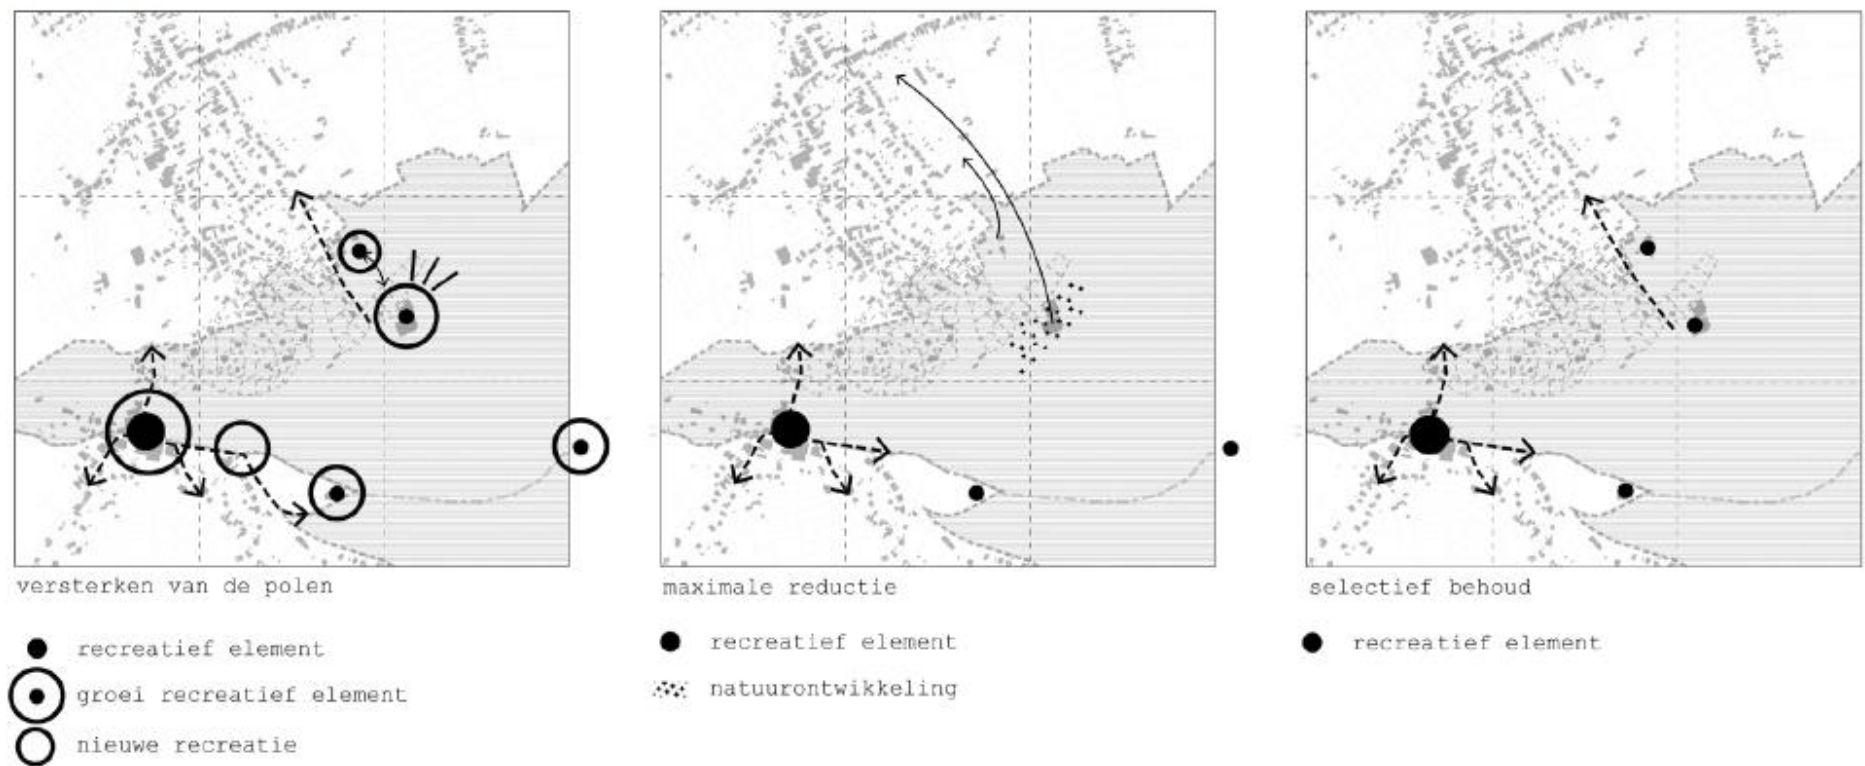 versterken van de polen
recreatief element
groei recreatief element
nieuwe recreatie
maximale reductie
recreatief element
natuurontwikkeling
selectief behoud
recreatief element